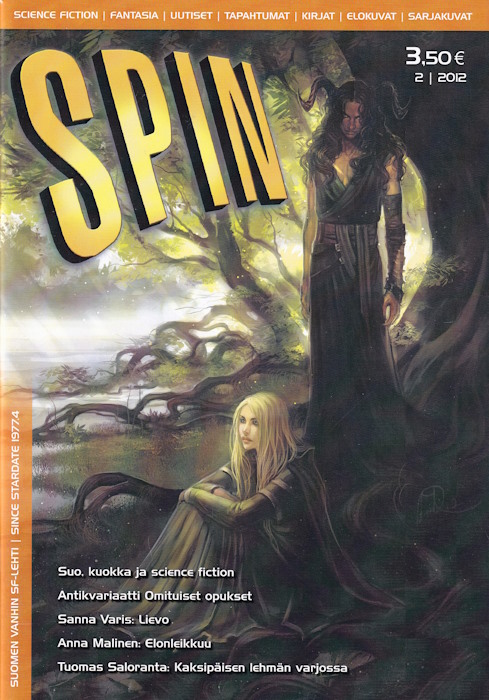 SCIENCE FICTION | FANTASIA | UUTISET | TAPAHTUMAT | KIRJAT | ELOKUVAT | SARJAKUVAT
SPIN
3,50 €
2 | 2012
SUOMEN VANHIN SF-LEHTI | SINCE STARDATE 1977.4
Suo, kuokka ja science fiction
Antikvariaatti Omituiset opukset
Sanna Varis: Lievo
Anna Malinen: Elonleikkuu
Tuomas Saloranta: Kaksipäisen lehmän varjossa